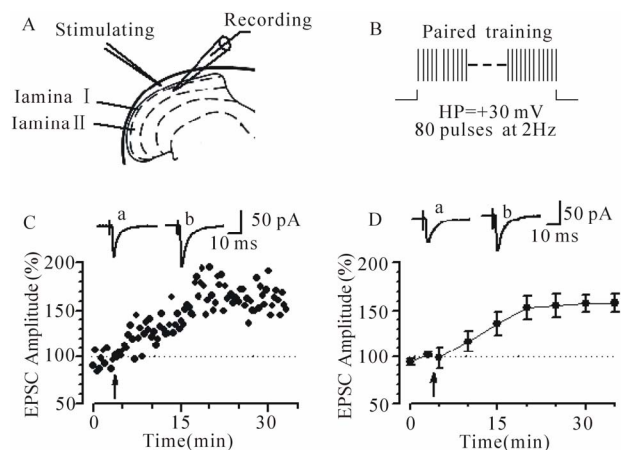 A
Stimulating
Recording
Iamina I
Iamina II
B
Paired training
HP=+30 mV
80 pulses at 2Hz
C
a
b
50 pA
10 ms
EPSC Amplitude(%)
200
150
100
50
0
15
30
Time(min)
D
a
b
50 pA
10 ms
EPSC Amplitude(%)
200
150
100
50
0
15
30
Time(min)